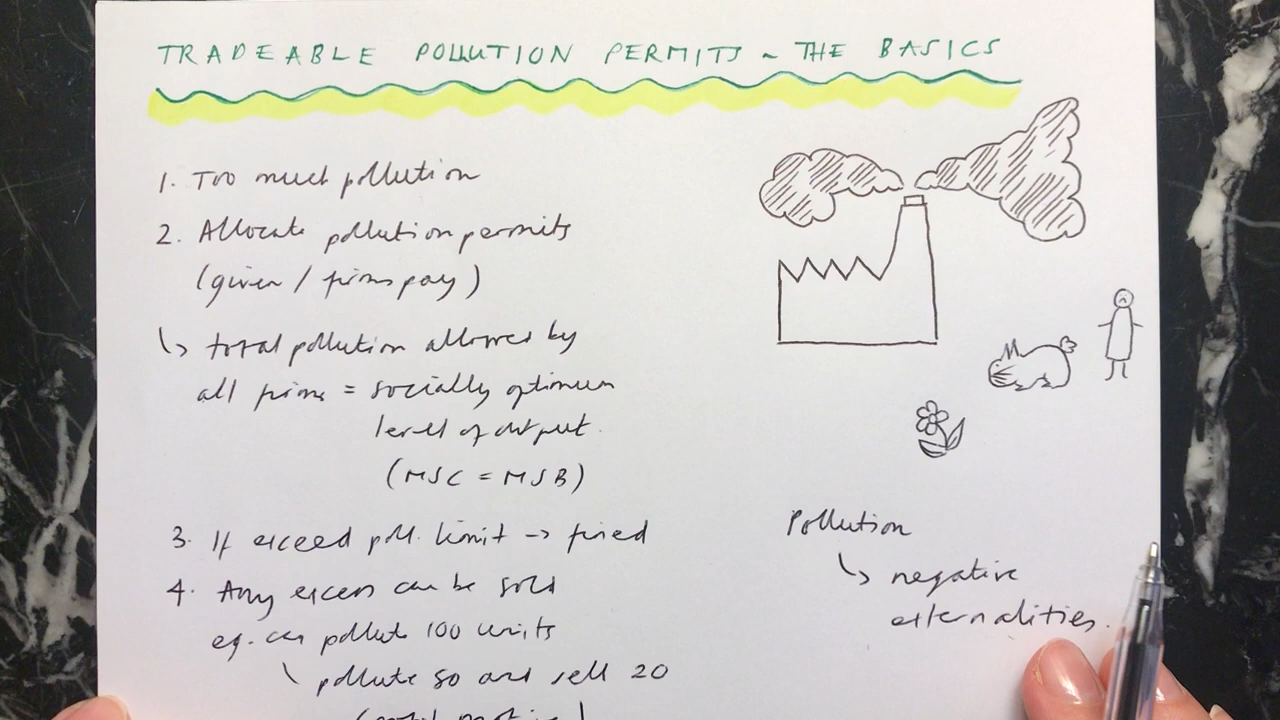 TRADEABLE POLLUTION PERMITS ~ THE BASICS
1. Too much pollution
2. Allocate pollution permits
(given / firms pay)
↳ total pollution allowed by
all firms = socially optimum
level of output.
(MSC = MSB)
3. If exceed poll. limit → fined
4. Any excess can be sold
eg. can pollute 100 units
pollute 80 and sell 20
Pollution
↳ negative
externalities.